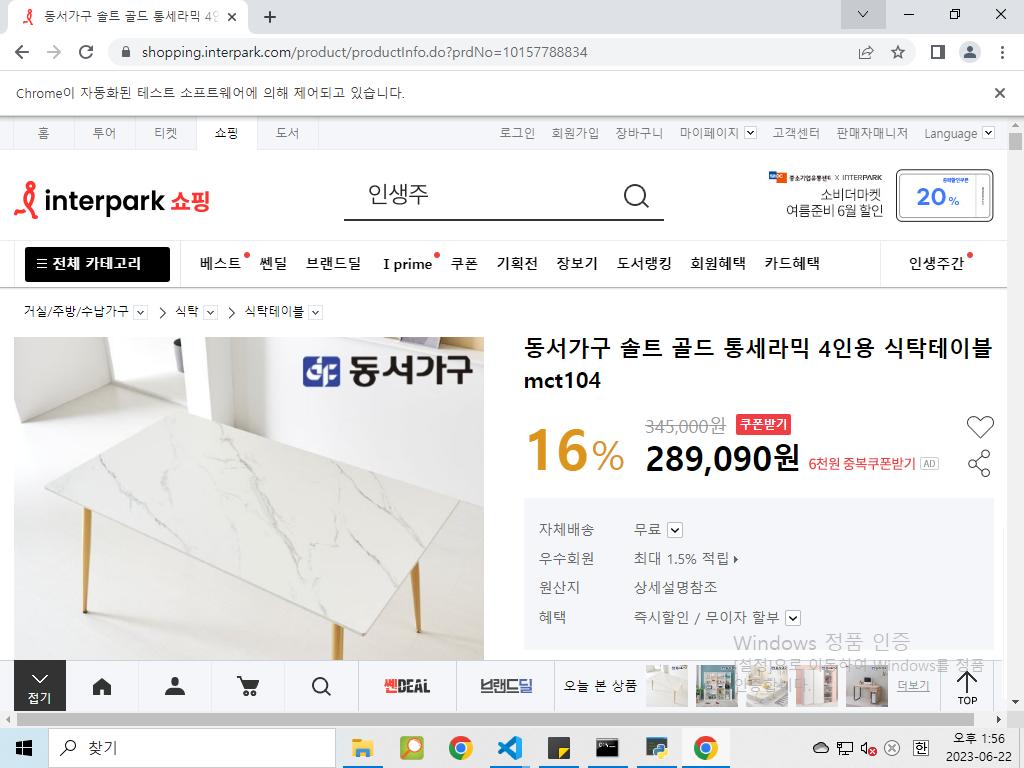 동서가구 솔트 골드 통세라믹 4인
shopping.interpark.com/product/productInfo.do?prdNo=10157788834
Chrome이 자동화된 테스트 소프트웨어에 의해 제어되고 있습니다.
홈 투어 티켓 쇼핑 도서 로그인 회원가입 장바구니 마이페이지 고객센터 판매자매니저 Language
중소기업유통센터 X INTERPARK
interpark 쇼핑 인생주 소비더마켓
여름준비 6월 할인
중복할인쿠폰
20%
전체 카테고리 베스트 쎈딜 브랜드딜 I prime 쿠폰 기획전 장보기 도서랭킹 회원혜택 카드혜택 인생주간
거실/주방/수납가구 식탁 식탁테이블
동서가구
동서가구 솔트 골드 통세라믹 4인용 식탁테이블
mct104
16% 345,000원 쿠폰받기
289,090원 6천원 중복쿠폰받기 AD
자체배송 무료
우수회원 최대 1.5% 적립
원산지 상세설명참조
혜택 즉시할인 / 무이자 할부
Windows 정품 인증
[설정]으로 이동하여 Windows를 정품
인증합니다.
접기 쎈DEAL 브랜드딜 오늘 본 상품 더보기 TOP
찾기 한 오후 1:56
2023-06-22